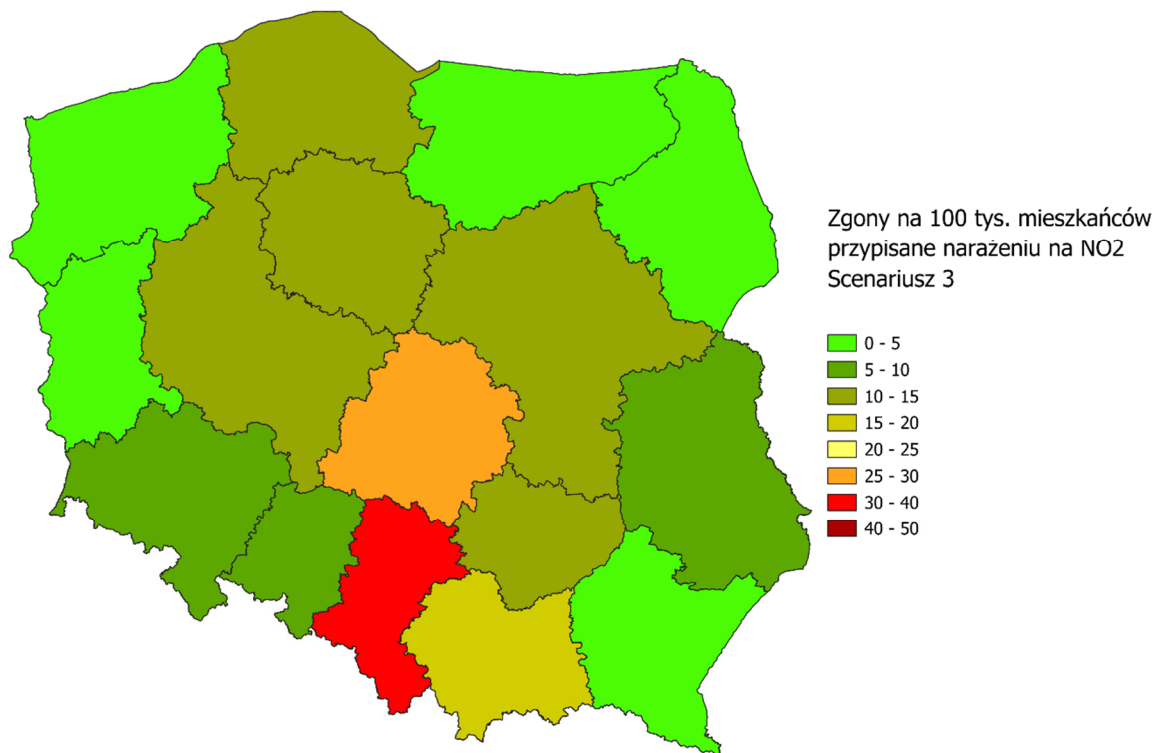 Zgony na 100 tys. mieszkańców
przypisane narażeniu na NO2
Scenariusz 3
0 - 5
5 - 10
10 - 15
15 - 20
20 - 25
25 - 30
30 - 40
40 - 50